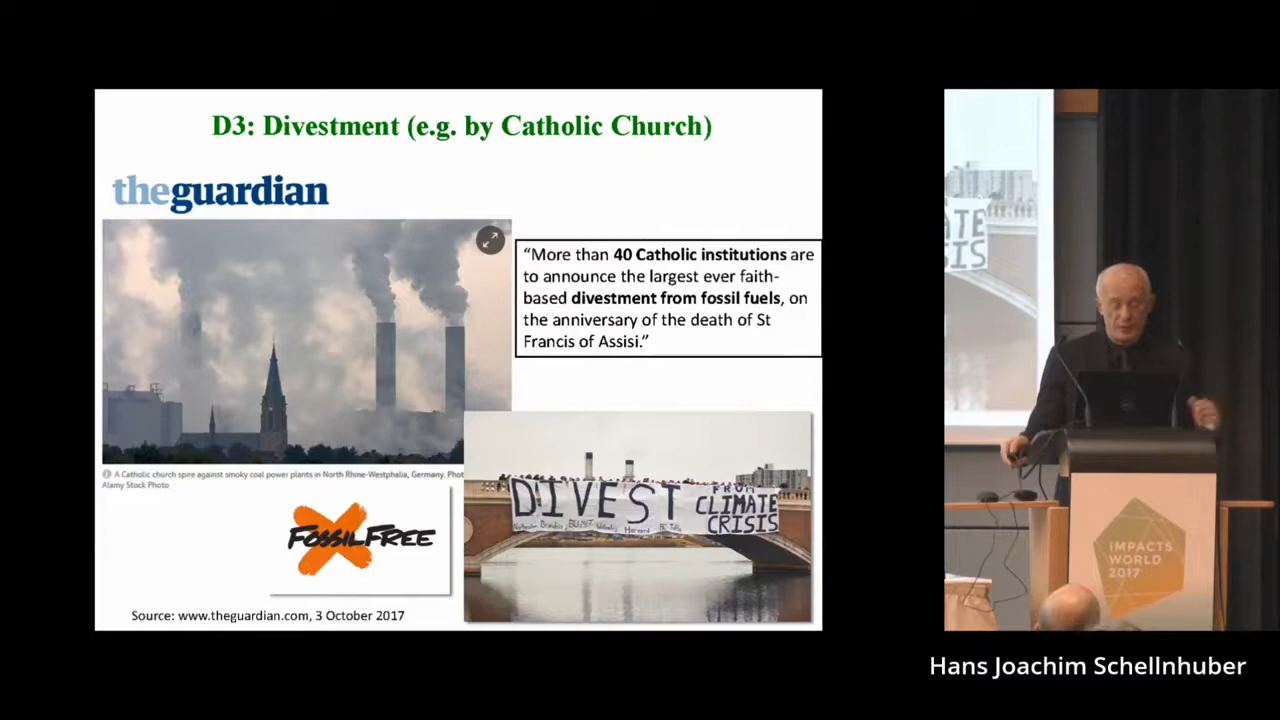 D3: Divestment (e.g. by Catholic Church)
theguardian
“More than 40 Catholic institutions are
to announce the largest ever faith-
based divestment from fossil fuels, on
the anniversary of the death of St
Francis of Assisi.”
A Catholic church spire against smoky coal power plants in North Rhine-Westphalia, Germany, Phot
Alamy Stock Photo
FOSSIL FREE
DIVEST
FROM
CLIMATE
CRISIS
Harvard
Source: www.theguardian.com, 3 October 2017
ATE
SIS
IMPACTS
WORLD
2017
Hans Joachim Schellnhuber